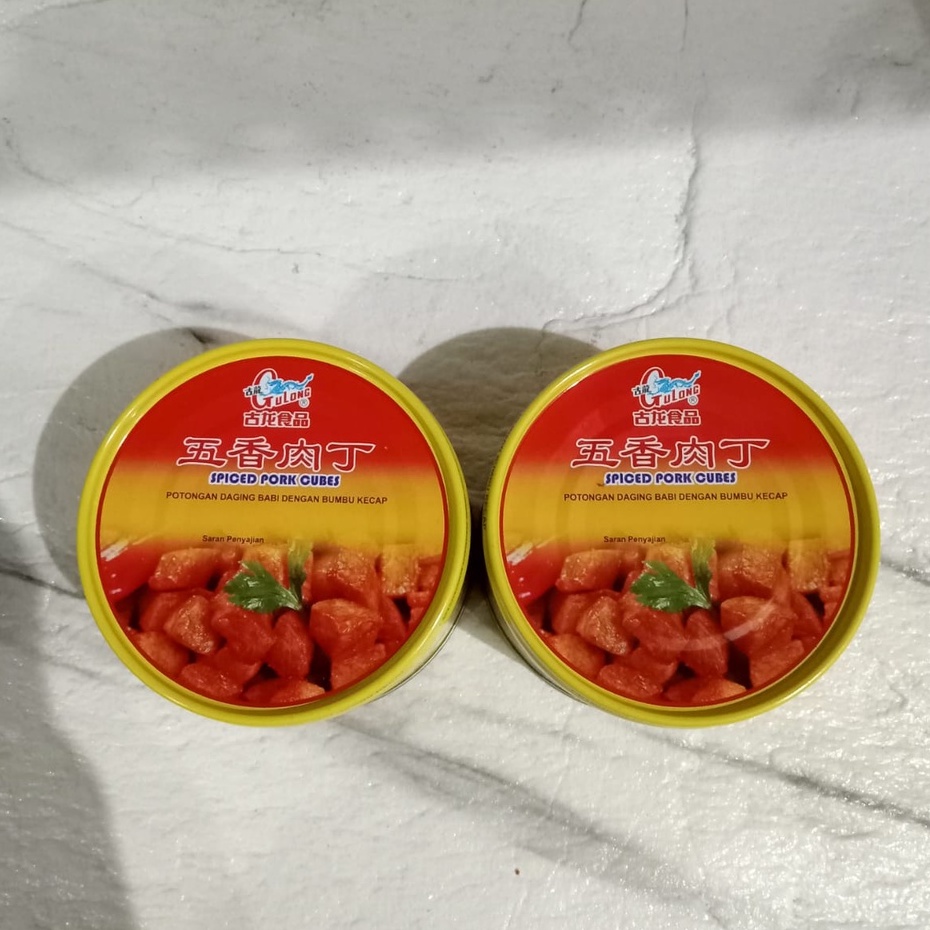 古龍
GULONG®
古龙食品
五香肉丁
SPICED PORK CUBES
POTONGAN DAGING BABI DENGAN BUMBU KECAP
Saran Penyajian
古龍
GULONG®
古龙食品
五香肉丁
SPICED PORK CUBES
POTONGAN DAGING BABI DENGAN BUMBU KECAP
Saran Penyajian